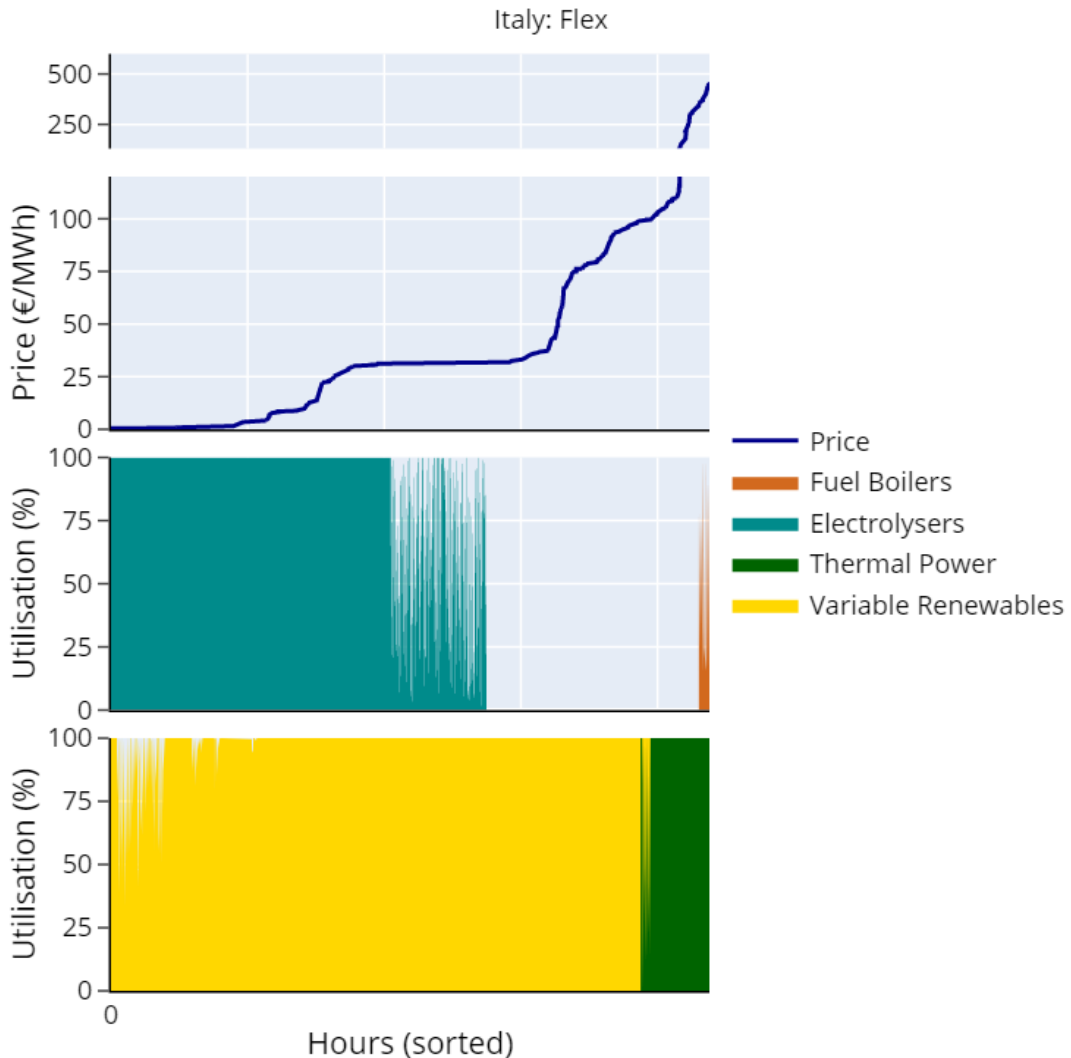 Italy: Flex
500
250
Price (€/MWh)
100
75
50
25
0
Utilisation (%)
100
75
50
25
0
Price
Fuel Boilers
Electrolysers
Thermal Power
Variable Renewables
Utilisation (%)
100
75
50
25
0
0
Hours (sorted)